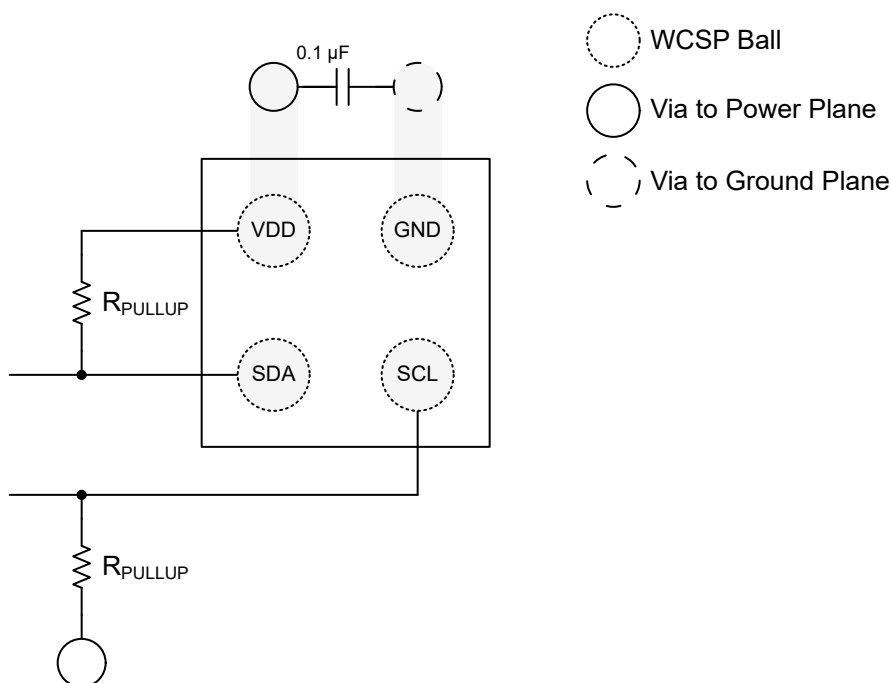 0.1 µF
WCSP Ball
Via to Power Plane
Via to Ground Plane
VDD
GND
RPULLUP
SDA
SCL
RPULLUP